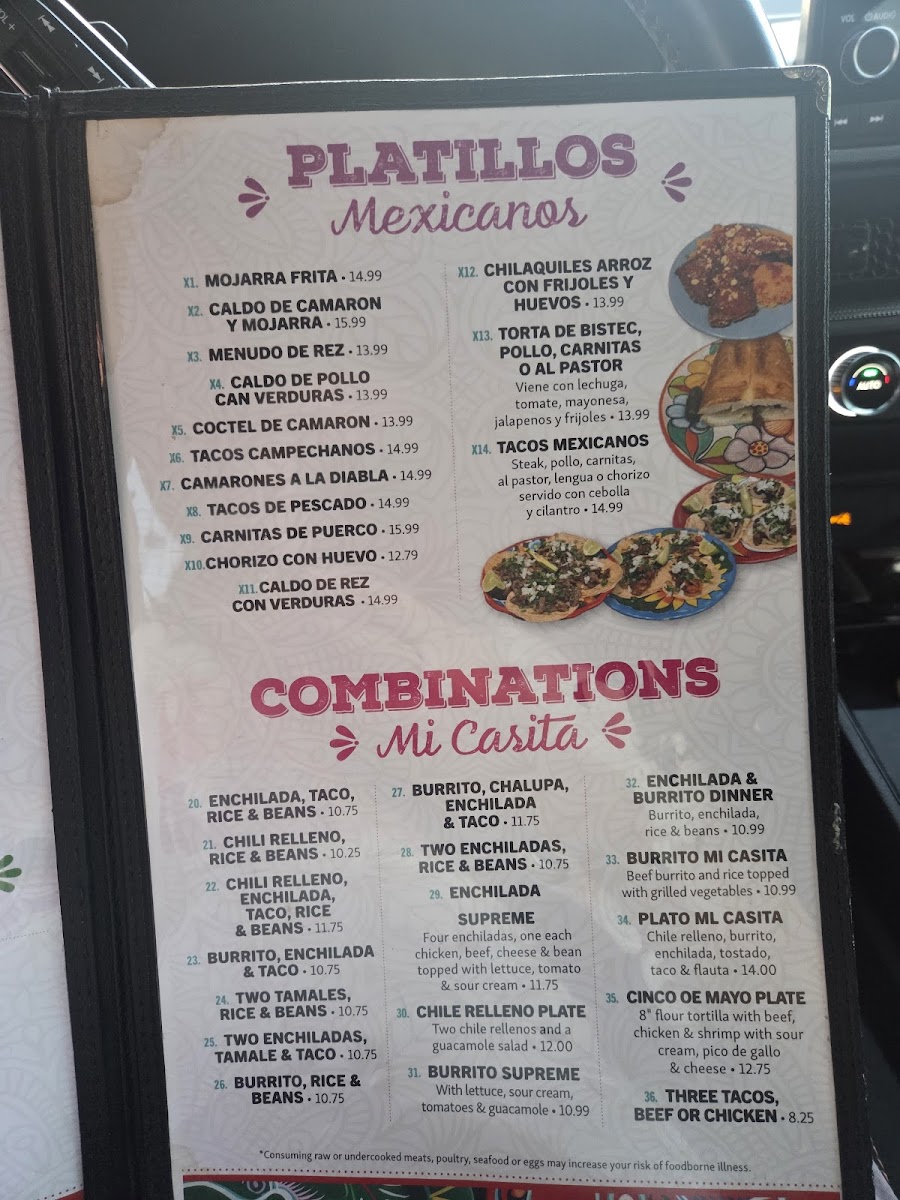 PLATILLOS
Mexicanos
X1. MOJARRA FRITA • 14.99
X2. CALDO DE CAMARON
Y MOJARRA • 15.99
X3. MENUDO DE REZ • 13.99
X4. CALDO DE POLLO
CAN VERDURAS • 13.99
X5. COCTEL DE CAMARON • 13.99
X6. TACOS CAMPECHANOS • 14.99
X7. CAMARONES A LA DIABLA • 14.99
X8. TACOS DE PESCADO • 14.99
X9. CARNITAS DE PUERCO • 15.99
X10. CHORIZO CON HUEVO • 12.79
X11. CALDO DE REZ
CON VERDURAS • 14.99
X12. CHILAQUILES ARROZ
CON FRIJOLES Y
HUEVOS • 13.99
X13. TORTA DE BISTEC,
POLLO, CARNITAS
O AL PASTOR
Viene con lechuga,
tomate, mayonesa,
jalapenos y frijoles • 13.99
X14. TACOS MEXICANOS
Steak, pollo, carnitas,
al pastor, lengua o chorizo
servido con cebolla
y cilantro • 14.99
COMBINATIONS
Mi Casita
20. ENCHILADA, TACO,
RICE & BEANS • 10.75
21. CHILI RELLENO,
RICE & BEANS • 10.25
22. CHILI RELLENO,
ENCHILADA,
TACO, RICE
& BEANS • 11.75
23. BURRITO, ENCHILADA
& TACO • 10.75
24. TWO TAMALES,
RICE & BEANS • 10.75
25. TWO ENCHILADAS,
TAMALE & TACO • 10.75
26. BURRITO, RICE &
BEANS • 10.75
27. BURRITO, CHALUPA,
ENCHILADA
& TACO • 11.75
28. TWO ENCHILADAS,
RICE & BEANS • 10.75
29. ENCHILADA
SUPREME
Four enchiladas, one each
chicken, beef, cheese & bean
topped with lettuce, tomato
& sour cream • 11.75
30. CHILE RELLENO PLATE
Two chile rellenos and a
guacamole salad • 12.00
31. BURRITO SUPREME
With lettuce, sour cream,
tomatoes & guacamole • 10.99
32. ENCHILADA &
BURRITO DINNER
Burrito, enchilada,
rice & beans • 10.99
33. BURRITO MI CASITA
Beef burrito and rice topped
with grilled vegetables • 10.99
34. PLATO ML CASITA
Chile relleno, burrito,
enchilada, tostado,
taco & flauta • 14.00
35. CINCO OE MAYO PLATE
8" flour tortilla with beef,
chicken & shrimp with sour
cream, pico de gallo
& cheese • 12.75
36. THREE TACOS,
BEEF OR CHICKEN • 8.25
*Consuming raw or undercooked meats, poultry, seafood or eggs may increase your risk of foodborne illness.
VOL +
VOL
AUDIO
AUTO